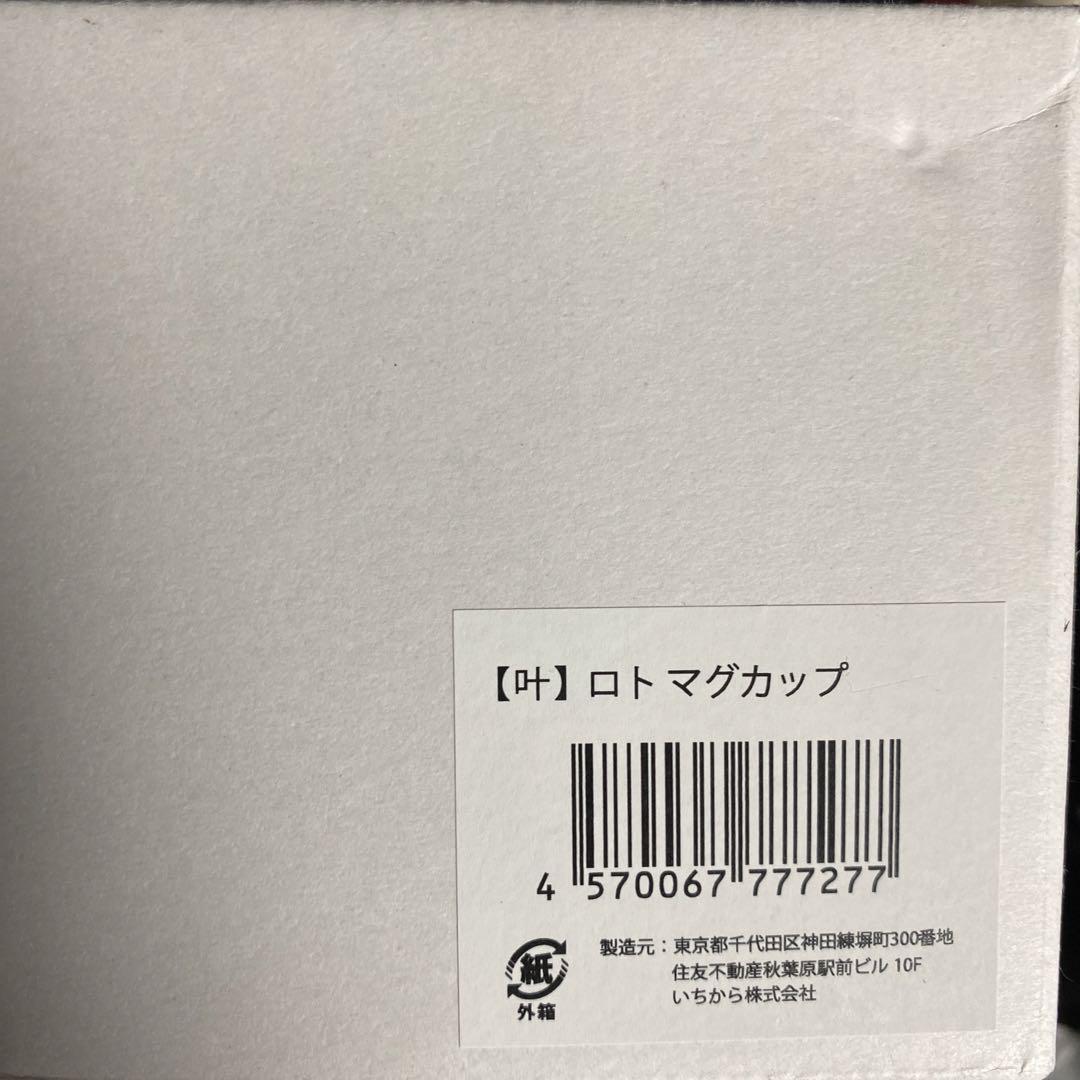 【叶】ロト マグカップ
4 570067 777277
紙
外箱
製造元：東京都千代田区神田練塀町300番地
住友不動産秋葉原駅前ビル 10F
いちから株式会社